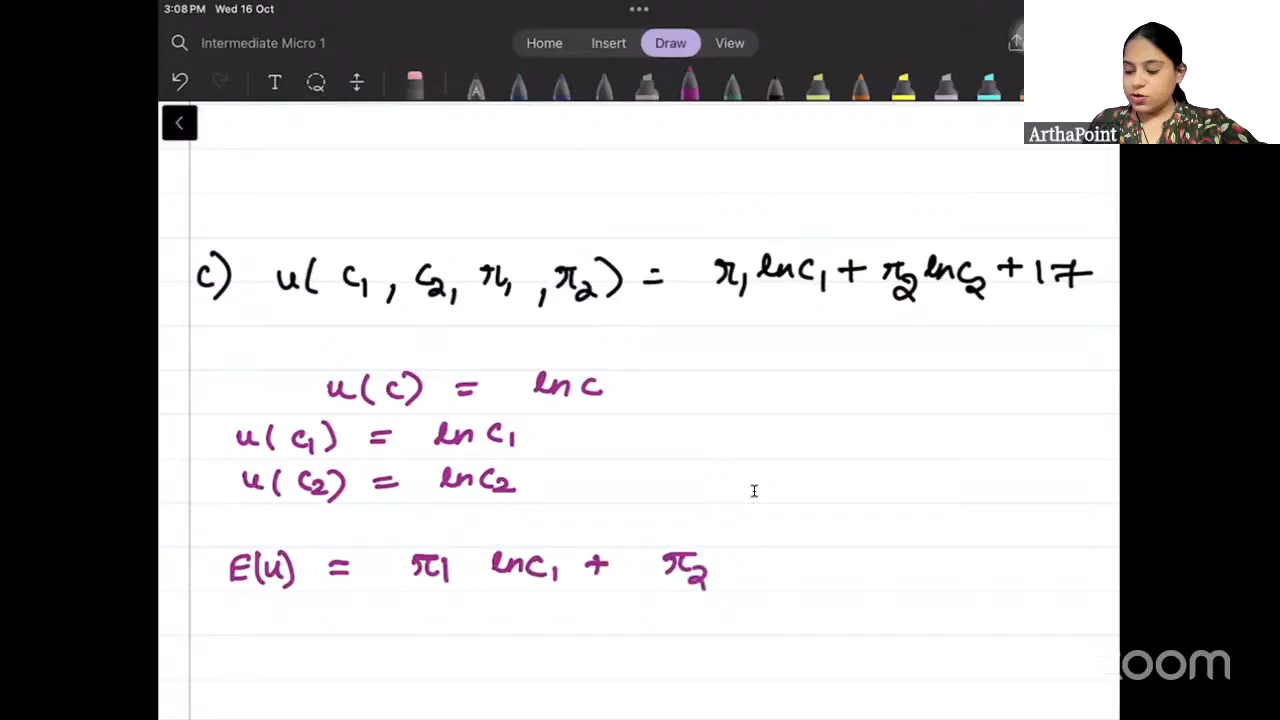 3:08 PM Wed 16 Oct
Intermediate Micro 1
Home Insert Draw View
T
A
ArthaPoint
c) u( c₁ , c₂, π₁ , π₂ ) = π₁ ln c₁ + π₂ ln c₂ + 17
u( c ) = ln c
u( c₁ ) = ln c₁
u( c₂ ) = ln c₂
E(u) = π₁ ln c₁ + π₂
zoom